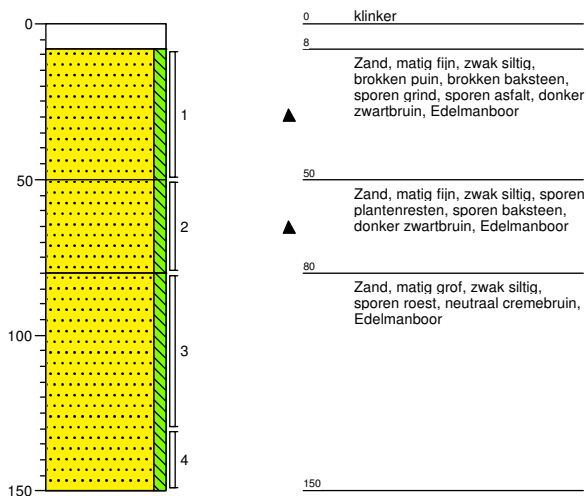 0
50
100
150
1
2
3
4
0
klinker
8
Zand, matig fijn, zwak siltig,
brokken puin, brokken baksteen,
sporen grind, sporen asfalt, donker
zwartbruin, Edelmanboor
50
Zand, matig fijn, zwak siltig, sporen
plantenresten, sporen baksteen,
donker zwartbruin, Edelmanboor
80
Zand, matig grof, zwak siltig,
sporen roest, neutraal cremebruin,
Edelmanboor
150